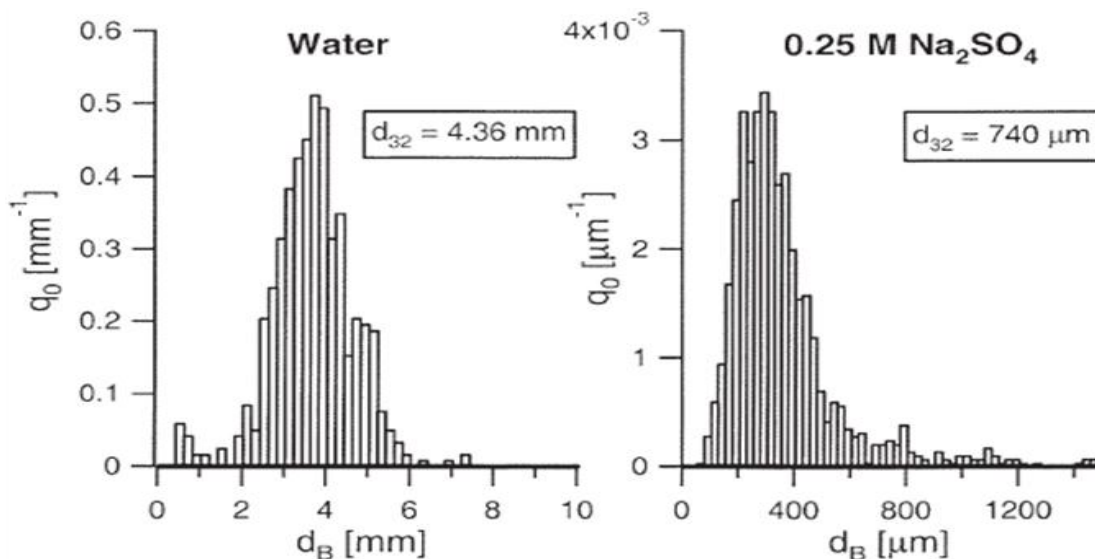 Water
d₃₂ = 4.36 mm
q₀ [mm⁻¹]
0.6
0.5
0.4
0.3
0.2
0.1
0
0 2 4 6 8 10
d_B [mm]
0.25 M Na₂SO₄
d₃₂ = 740 μm
q₀ [μm⁻¹]
4x10⁻³
3
2
1
0
0 400 800 1200
d_B [μm]